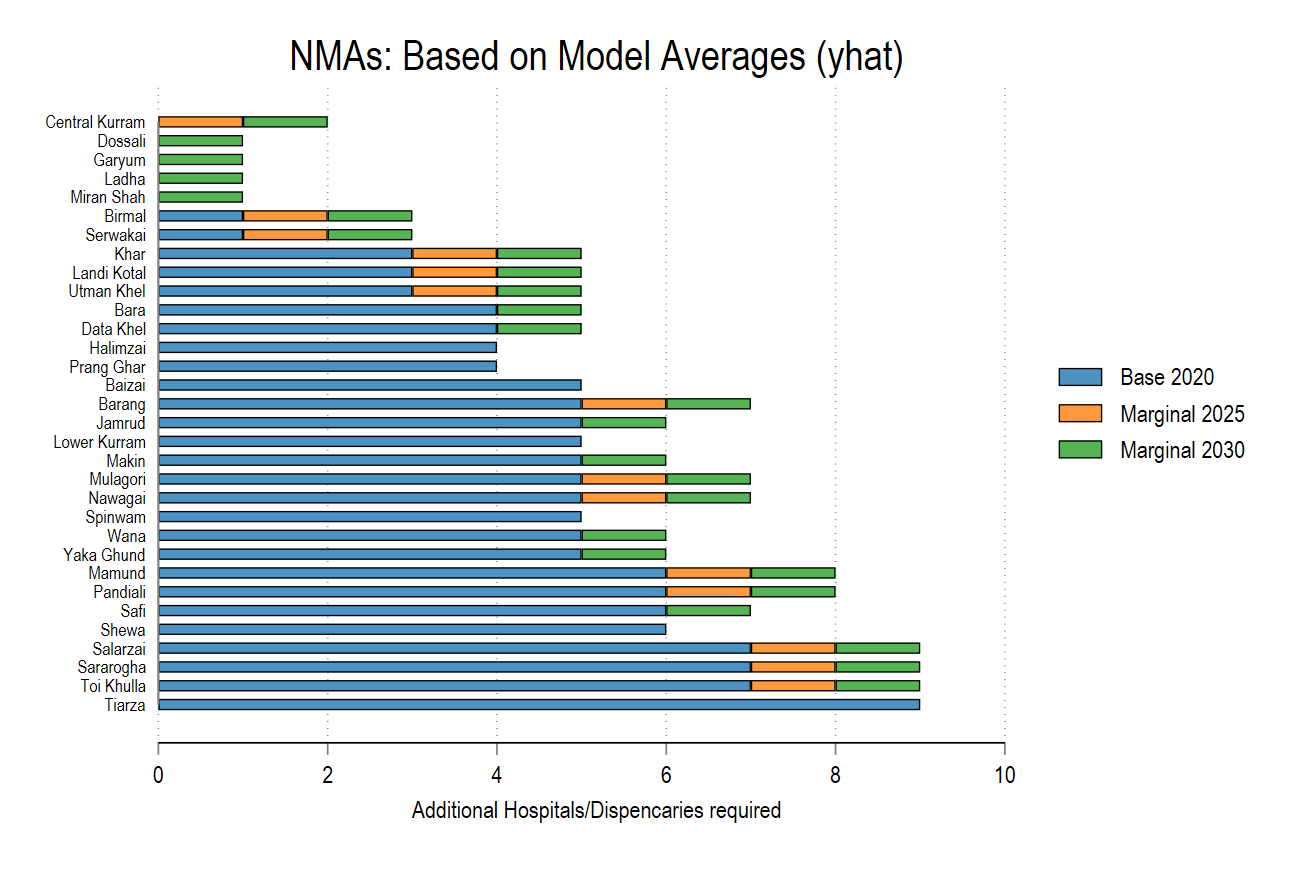 NMAs: Based on Model Averages (yhat)
Central Kurram
Dossali
Garyum
Ladha
Miran Shah
Birmal
Serwakai
Khar
Landi Kotal
Utman Khel
Bara
Data Khel
Halimzai
Prang Ghar
Baizai
Barang
Jamrud
Lower Kurram
Makin
Mulagori
Nawagai
Spinwam
Wana
Yaka Ghund
Mamund
Pandiali
Safi
Shewa
Salarzai
Sararogha
Toi Khulla
Tiarza
0 2 4 6 8 10
Additional Hospitals/Dispencaries required
Base 2020
Marginal 2025
Marginal 2030